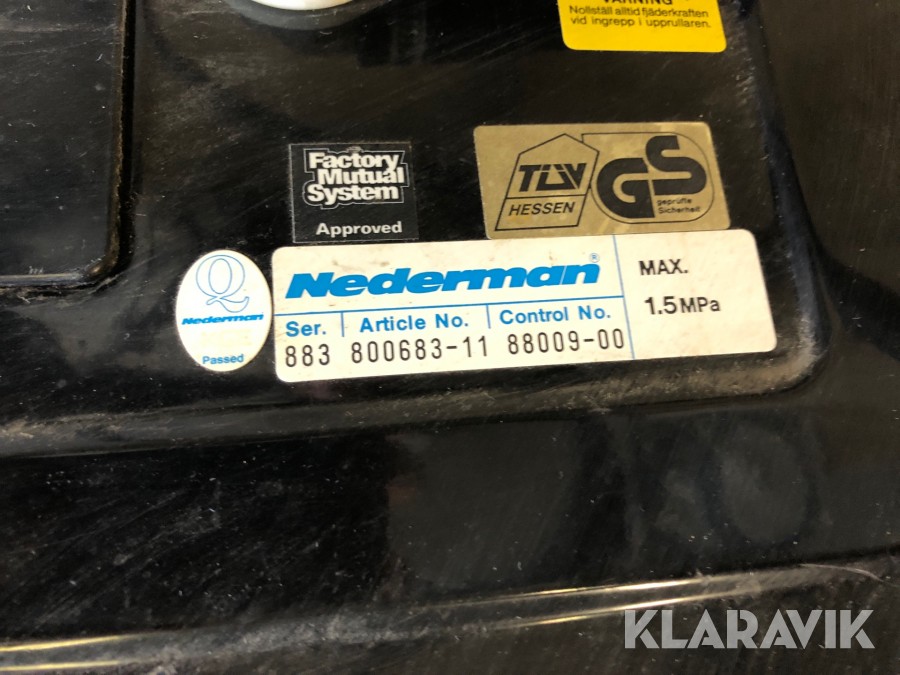 VARNING
Nollställ alltid fjäderkraften
vid ingrepp i upprullaren.
Factory
Mutual
System
Approved
TÜV
HESSEN
GS
geprüfte
Sicherheit
Q
Nederman
Passed
Nederman®
Ser. Article No. Control No.
883 800683-11 88009-00
MAX.
1.5 MPa
KLARAVIK